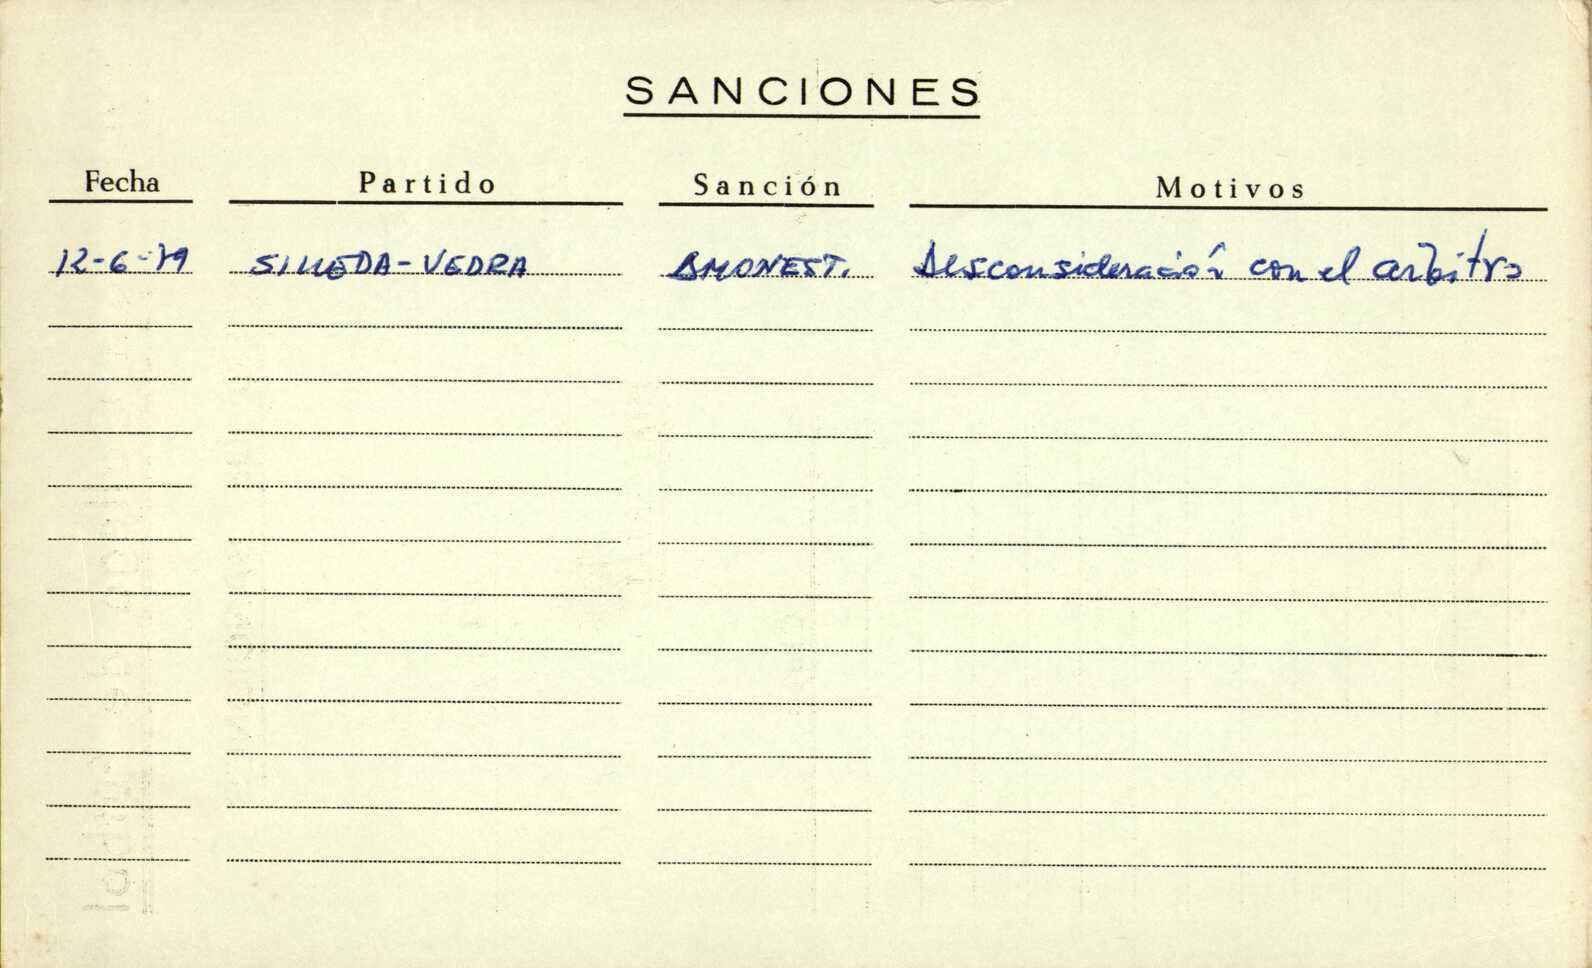 SANCIONES
Fecha Partido Sanción Motivos
12-6-79 SILLEDA-VEDRA AMONEST. Desconsideración con el arbitro